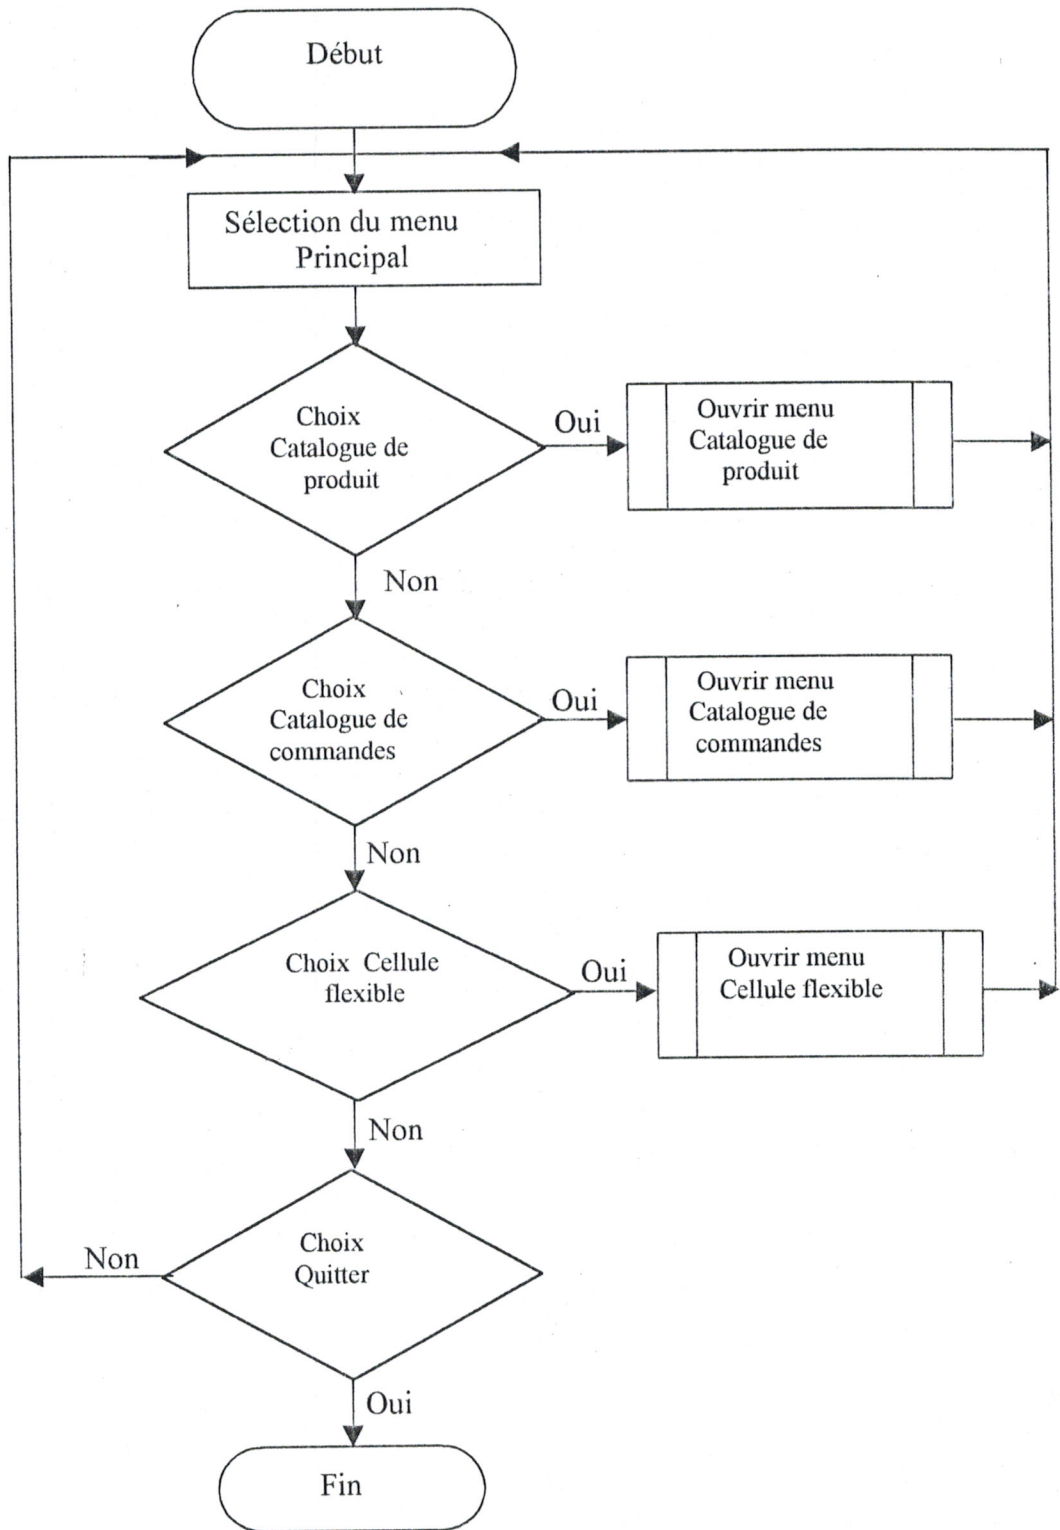 Début
Sélection du menu
Principal
Choix
Catalogue de
produit
Oui
Ouvrir menu
Catalogue de
produit
Non
Choix
Catalogue de
commandes
Oui
Ouvrir menu
Catalogue de
commandes
Non
Choix Cellule
flexible
Oui
Ouvrir menu
Cellule flexible
Non
Choix
Quitter
Non
Oui
Fin